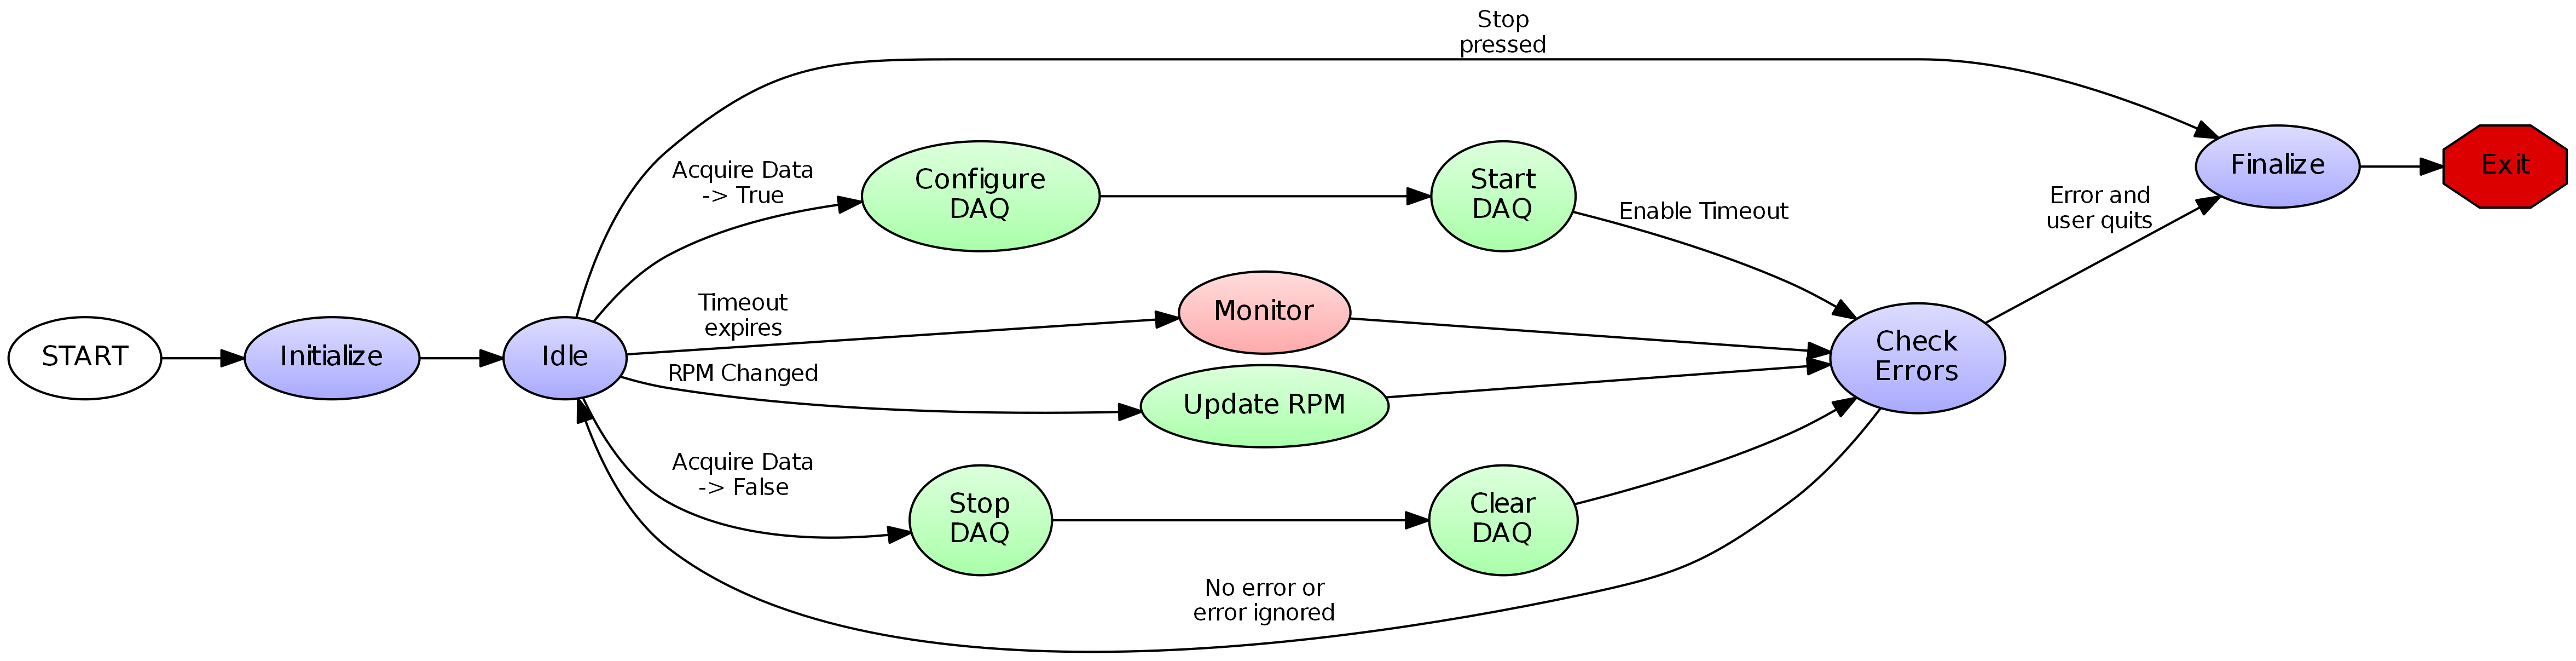 Stop
pressed
Acquire Data
-> True
Configure
DAQ
Start
DAQ
Enable Timeout
Error and
user quits
Finalize
Exit
Timeout
expires
Monitor
START
Initialize
Idle
RPM Changed
Update RPM
Check
Errors
Acquire Data
-> False
Stop
DAQ
Clear
DAQ
No error or
error ignored